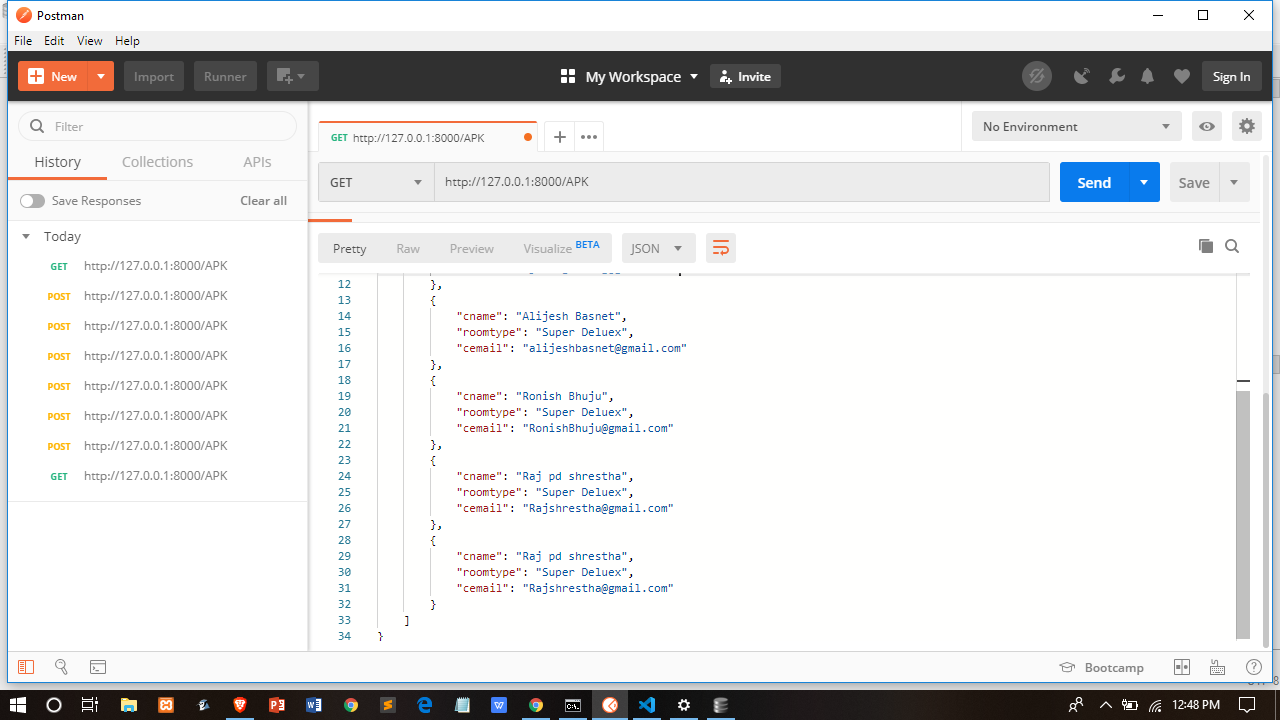 Postman
File Edit View Help
New Import Runner My Workspace Invite Sign In
Filter
History Collections APIs
Save Responses Clear all
Today
GET http://127.0.0.1:8000/APK
POST http://127.0.0.1:8000/APK
POST http://127.0.0.1:8000/APK
POST http://127.0.0.1:8000/APK
POST http://127.0.0.1:8000/APK
POST http://127.0.0.1:8000/APK
POST http://127.0.0.1:8000/APK
GET http://127.0.0.1:8000/APK
GET http://127.0.0.1:8000/APK
No Environment
GET http://127.0.0.1:8000/APK Send Save
Pretty Raw Preview Visualize BETA JSON
12 },
13 {
14 "cname": "Alijesh Basnet",
15 "roomtype": "Super Deluex",
16 "cemail": "alijeshbasnet@gmail.com"
17 },
18 {
19 "cname": "Ronish Bhuju",
20 "roomtype": "Super Deluex",
21 "cemail": "RonishBhuju@gmail.com"
22 },
23 {
24 "cname": "Raj pd shrestha",
25 "roomtype": "Super Deluex",
26 "cemail": "Rajshrestha@gmail.com"
27 },
28 {
29 "cname": "Raj pd shrestha",
30 "roomtype": "Super Deluex",
31 "cemail": "Rajshrestha@gmail.com"
32 }
33 ]
34 }
Bootcamp
12:48 PM